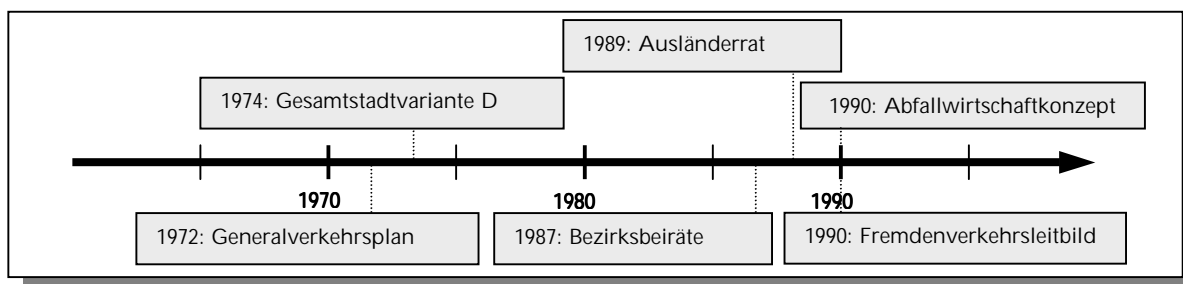 1989: Ausländerrat
1974: Gesamtstadtvariante D
1990: Abfallwirtschaftkonzept
1970
1980
1990
1972: Generalverkehrsplan
1987: Bezirksbeiräte
1990: Fremdenverkehrsleitbild